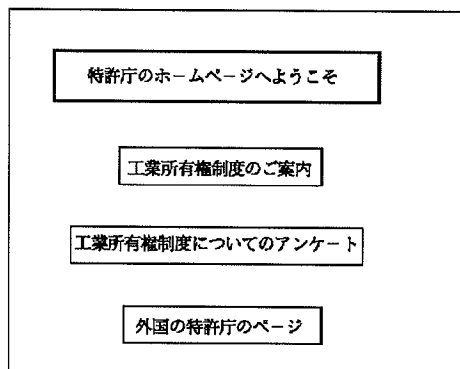 特許庁のホームページへようこそ
工業所有権制度のご案内
工業所有権制度についてのアンケート
外国の特許庁のページ